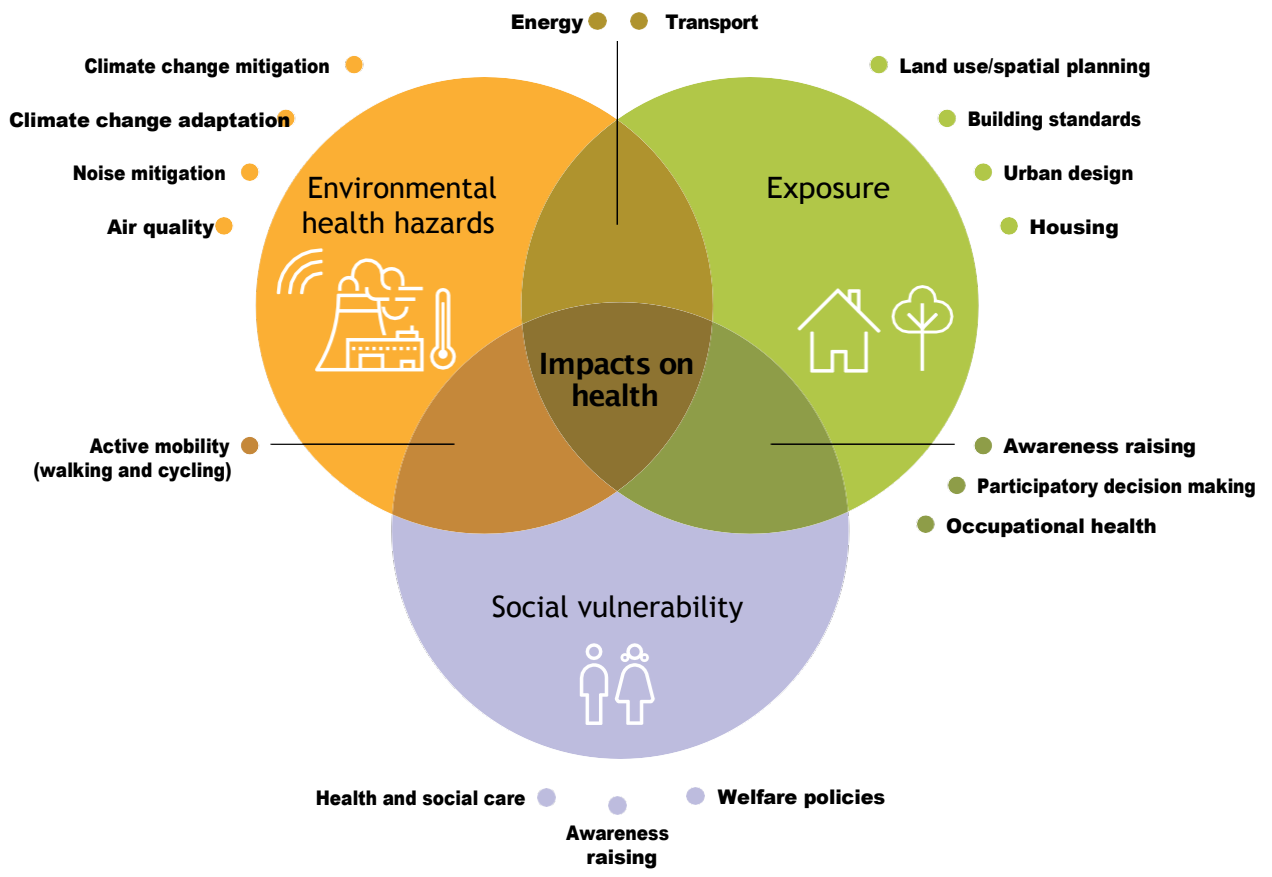 Energy
Transport
Climate change mitigation
Land use/spatial planning
Climate change adaptation
Building standards
Noise mitigation
Urban design
Air quality
Housing
Environmental
health hazards
Exposure
Impacts on
health
Active mobility
(walking and cycling)
Awareness raising
Participatory decision making
Occupational health
Social vulnerability
Health and social care
Awareness
raising
Welfare policies